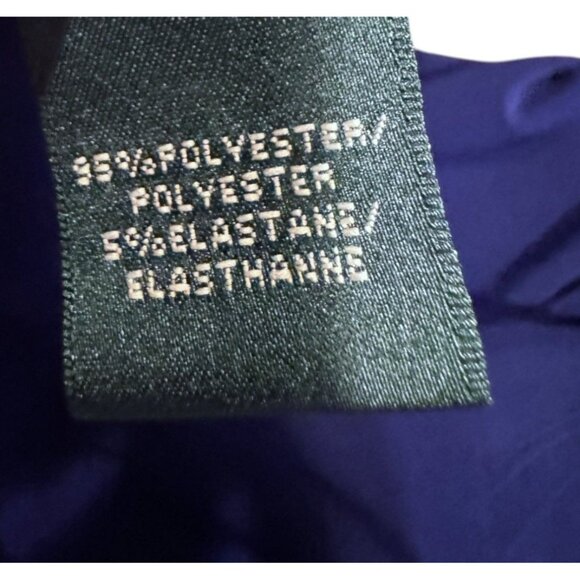 95%POLYESTER/
POLYESTER
5%ELASTANE/
ELASTHANNE